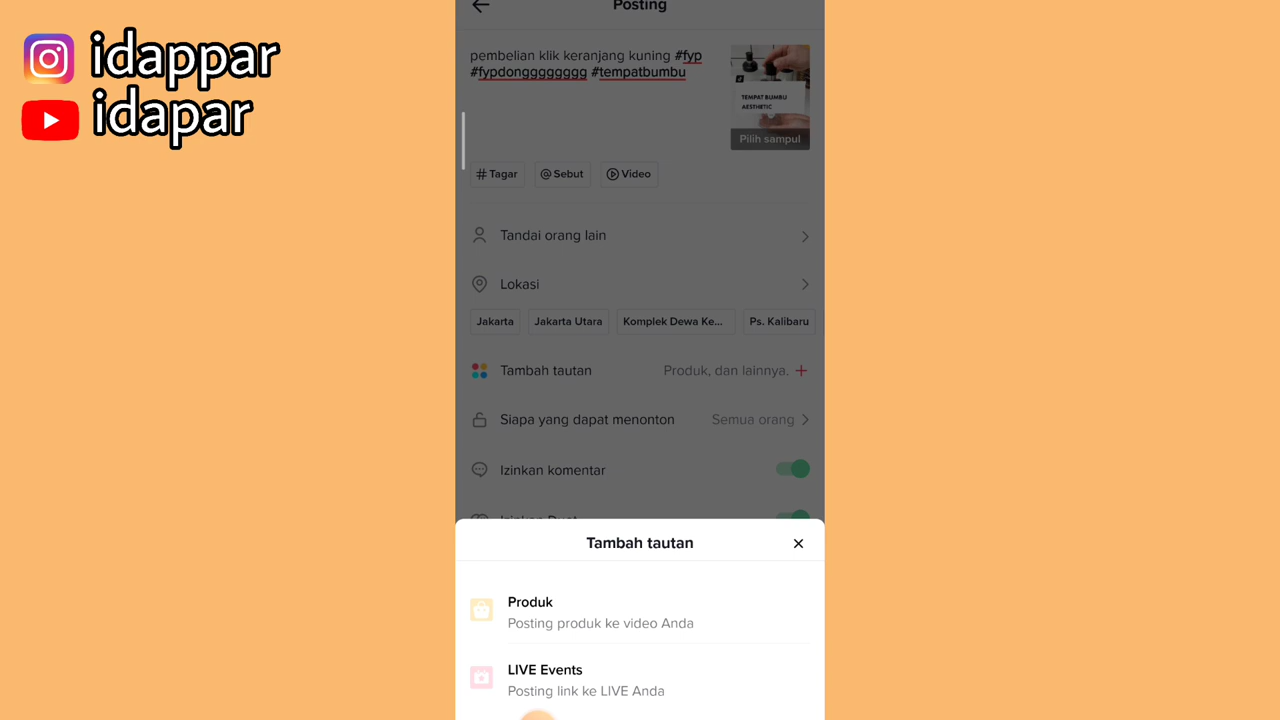 idappar
idapar
Posting
pembelian klik keranjang kuning #fyp
#fypdonggggggggg #tempatbumbu
TEMPAT BUMBU
AESTHETIC
Pilih sampul
# Tagar
@ Sebut
Video
Tandai orang lain
Lokasi
Jakarta
Jakarta Utara
Komplek Dewa Ke...
Ps. Kalibaru
Tambah tautan
Produk, dan lainnya.
Siapa yang dapat menonton
Semua orang
Izinkan komentar
Tambah tautan
Produk
Posting produk ke video Anda
LIVE Events
Posting link ke LIVE Anda